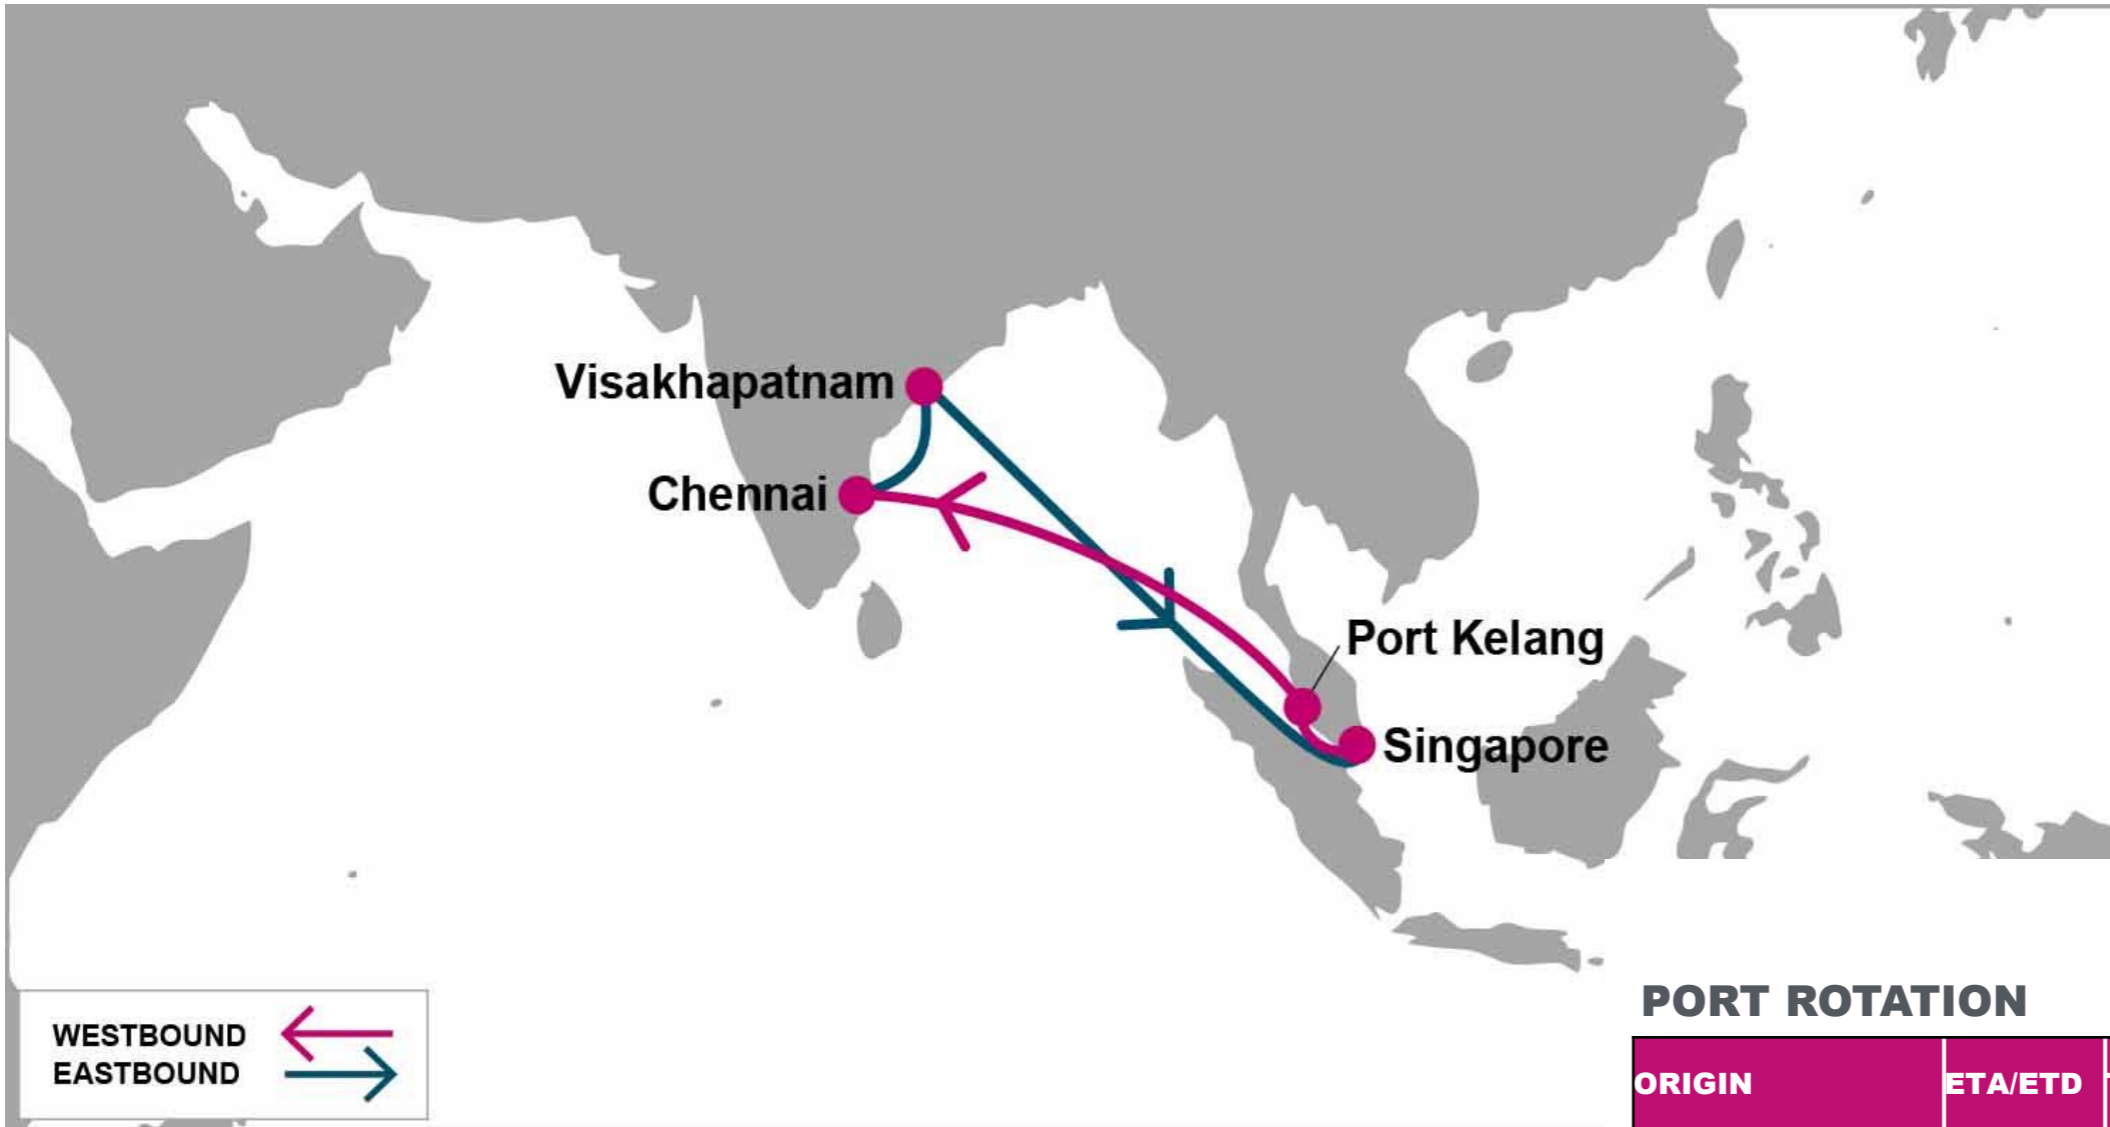 Visakhapatnam
Chennai
Port Kelang
Singapore
WESTBOUND
EASTBOUND
PORT ROTATION
ORIGIN ETA/ETD